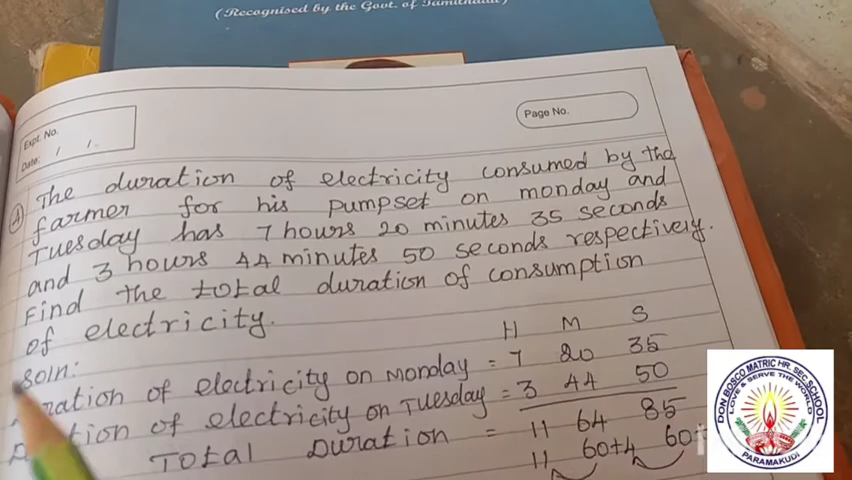 (Recognised by the Govt. of Tamilnadu)
Expt. No.
Date: / /
Page No.
4) The duration of electricity consumed by the
farmer for his pumpset on monday and
Tuesday has 7 hours 20 minutes 35 seconds
and 3 hours 44 minutes 50 seconds respectively.
Find the total duration of consumption
of electricity.
H M S
Soln:
Duration of electricity on Monday = 7 20 35
Duration of electricity on Tuesday = 3 44 50
Total Duration = 11 64 85
11 60+4 60
DON BOSCO MATRIC HR. SEC SCHOOL
LOVE & SERVE THE WORLD
PARAMAKUDI